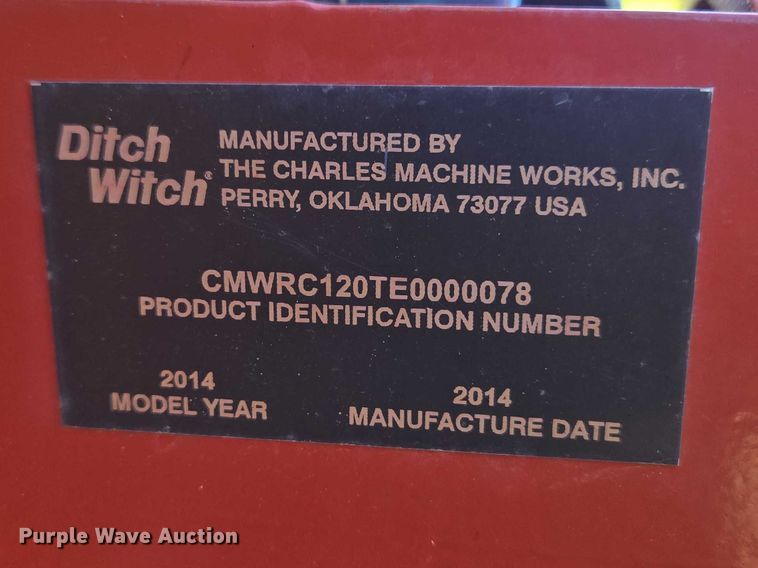 Ditch
Witch®
MANUFACTURED BY
THE CHARLES MACHINE WORKS, INC.
PERRY, OKLAHOMA 73077 USA
CMWRC120TE0000078
PRODUCT IDENTIFICATION NUMBER
2014
MODEL YEAR
2014
MANUFACTURE DATE
Purple Wave Auction